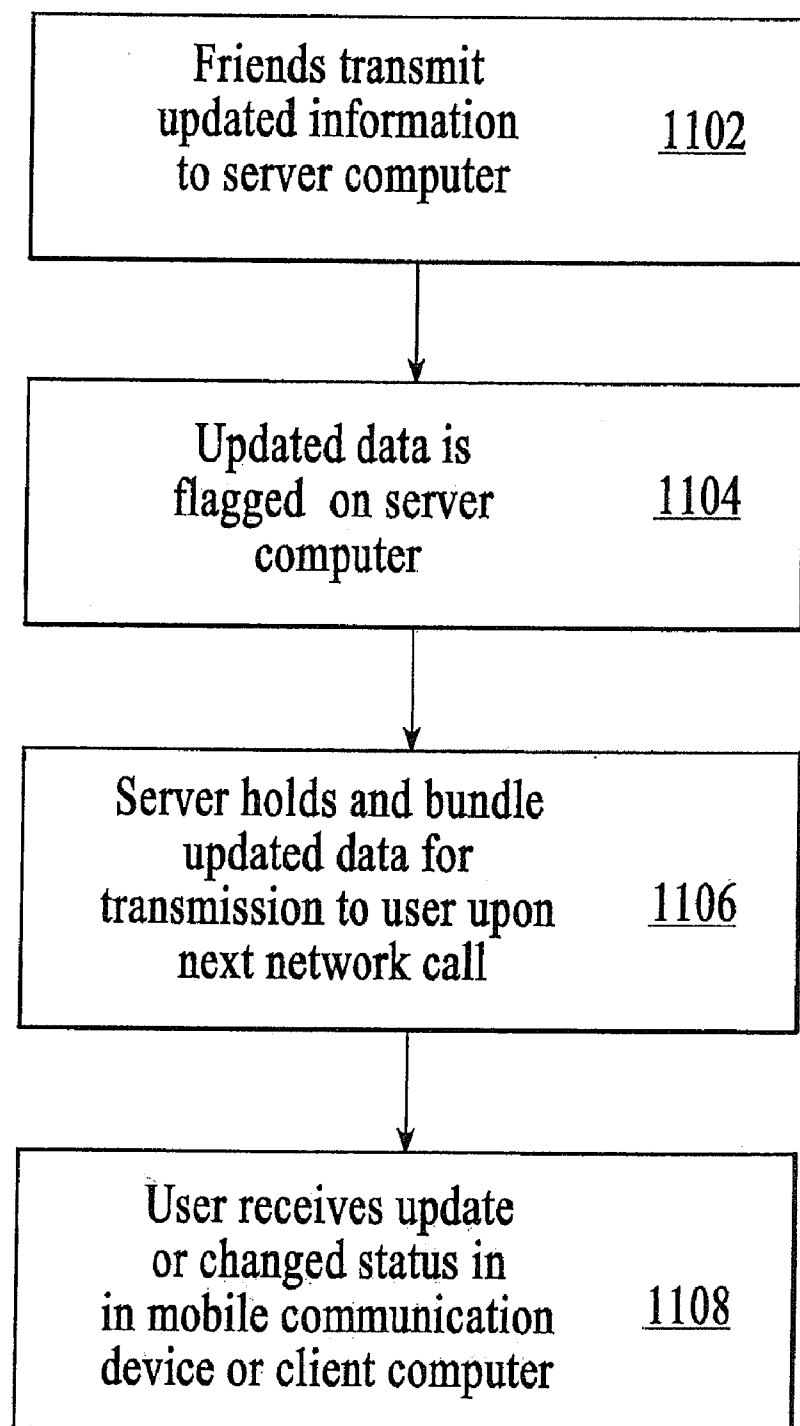 Friends transmit
updated information
to server computer
1102
Updated data is
flagged on server
computer
1104
Server holds and bundle
updated data for
transmission to user upon
next network call
1106
User receives update
or changed status in
in mobile communication
device or client computer
1108